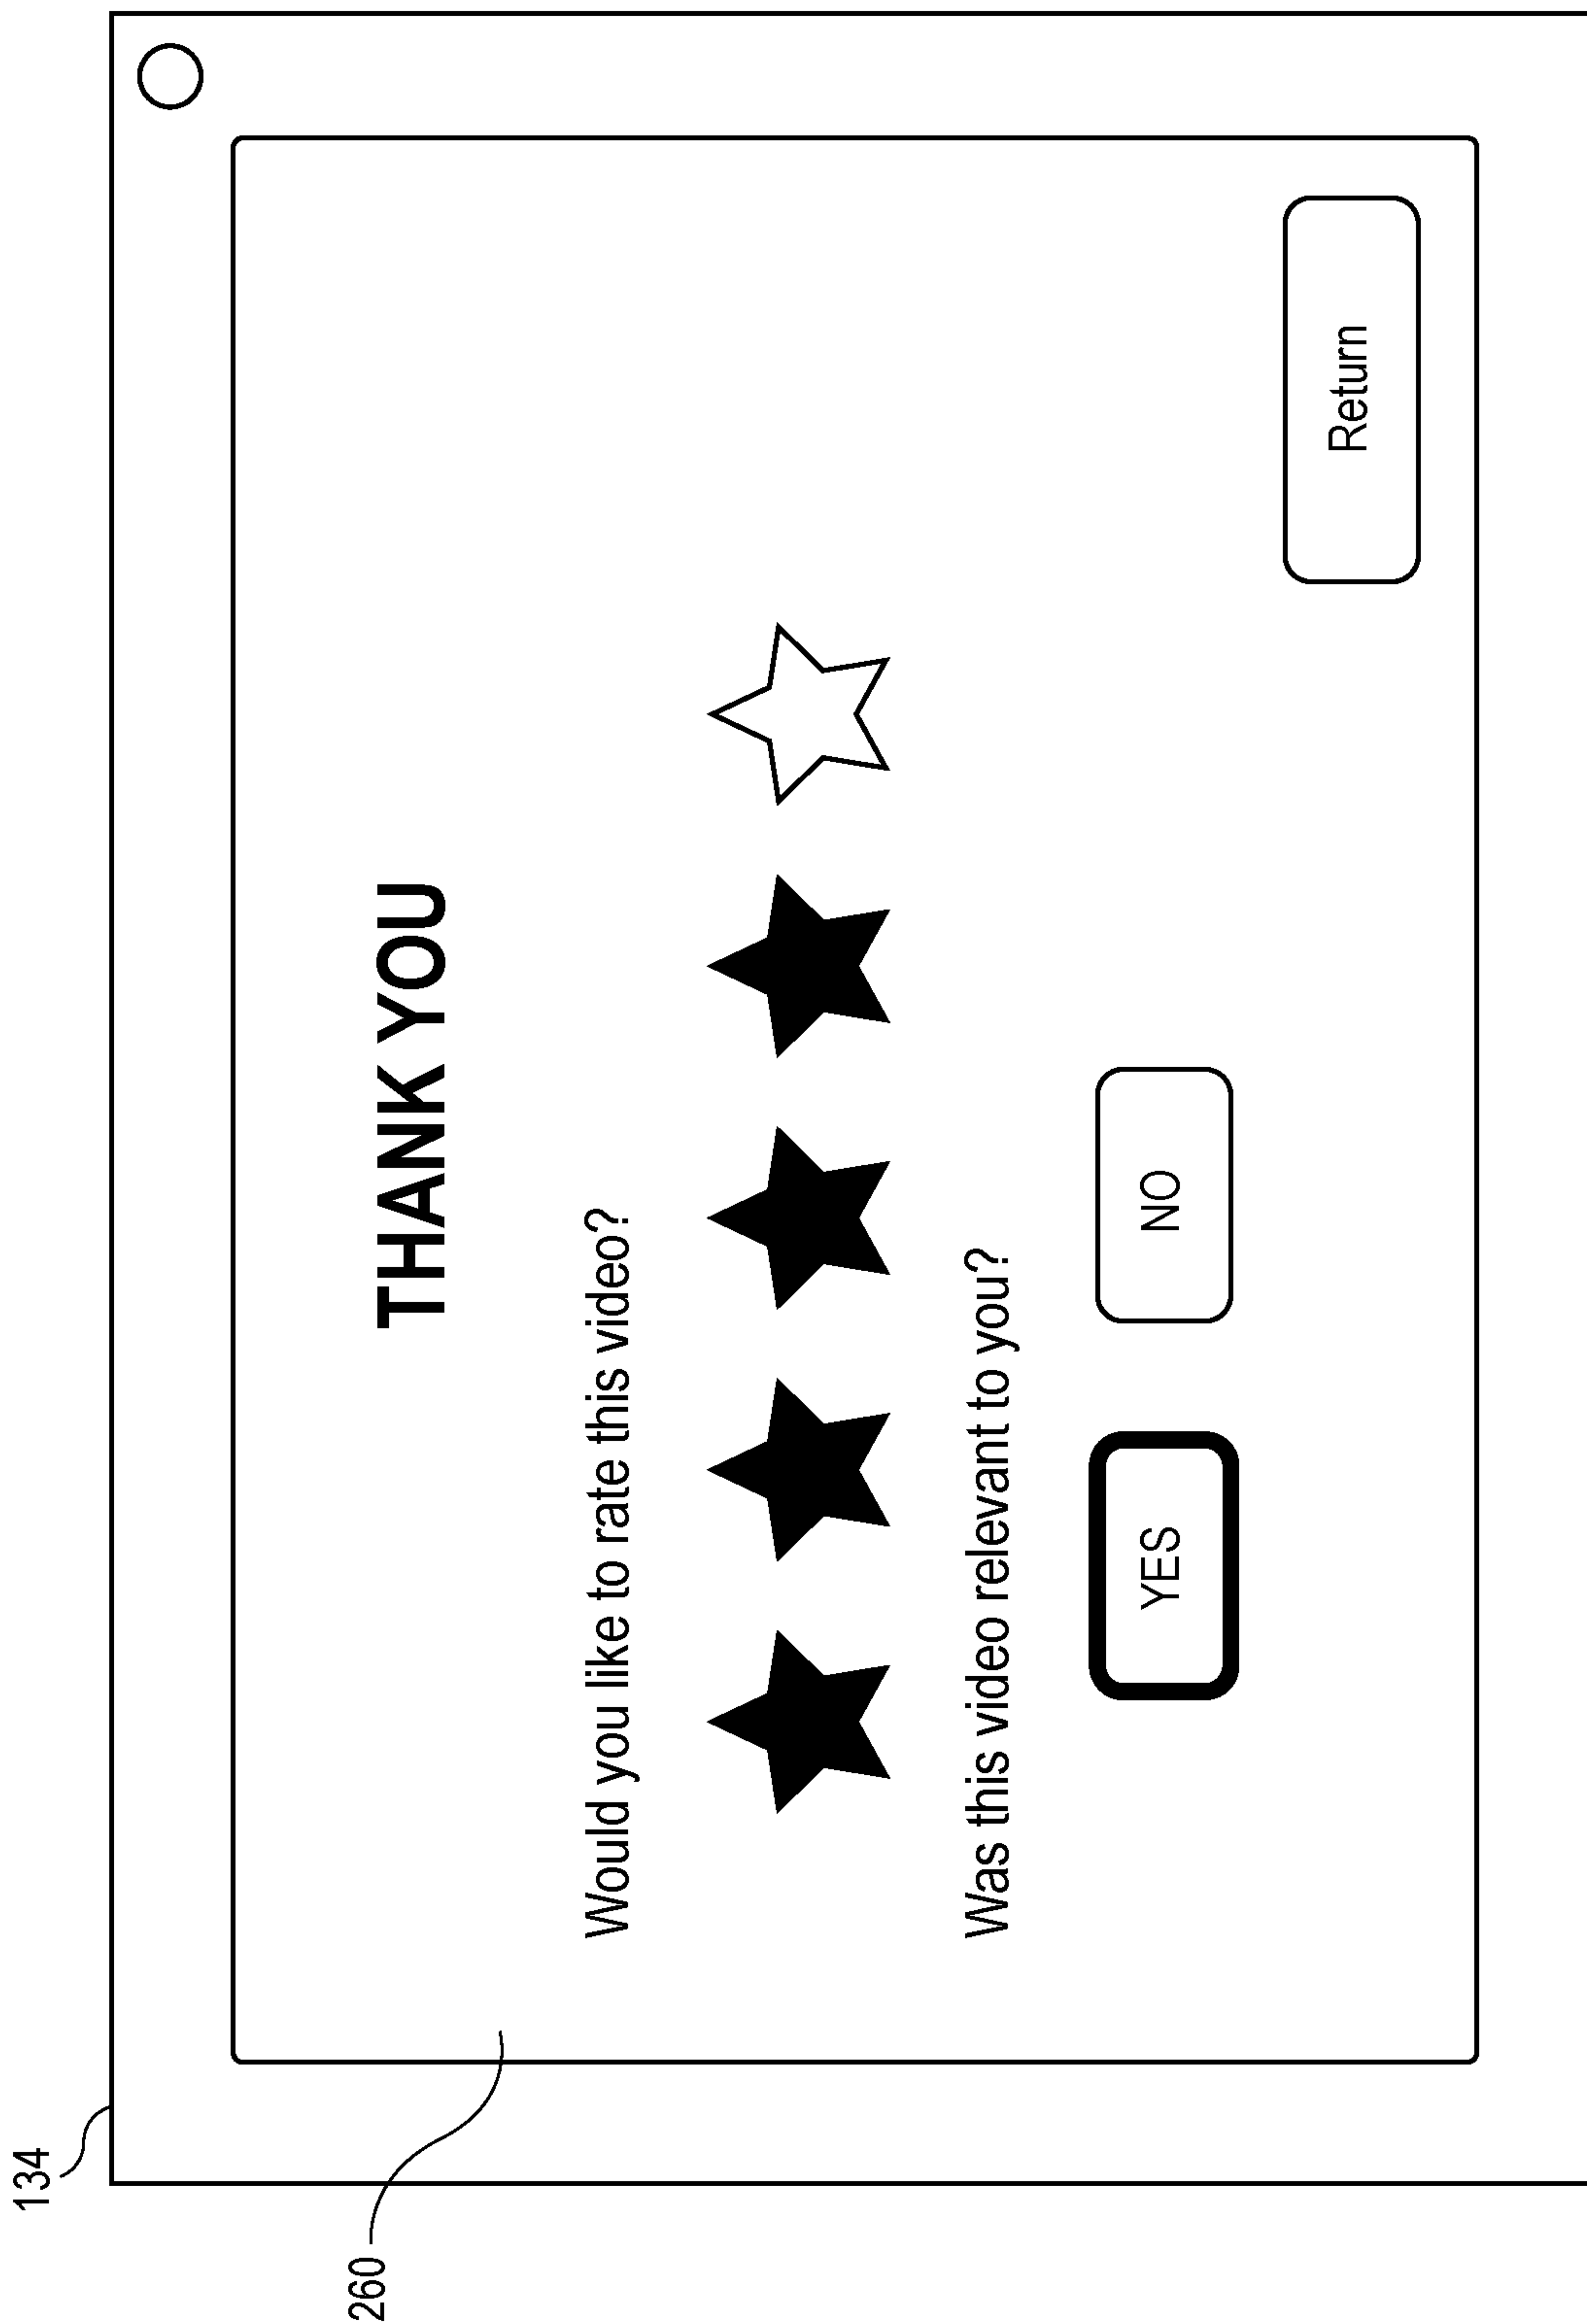 134
260
THANK YOU
Would you like to rate this video?
Was this video relevant to you?
YES
NO
Return